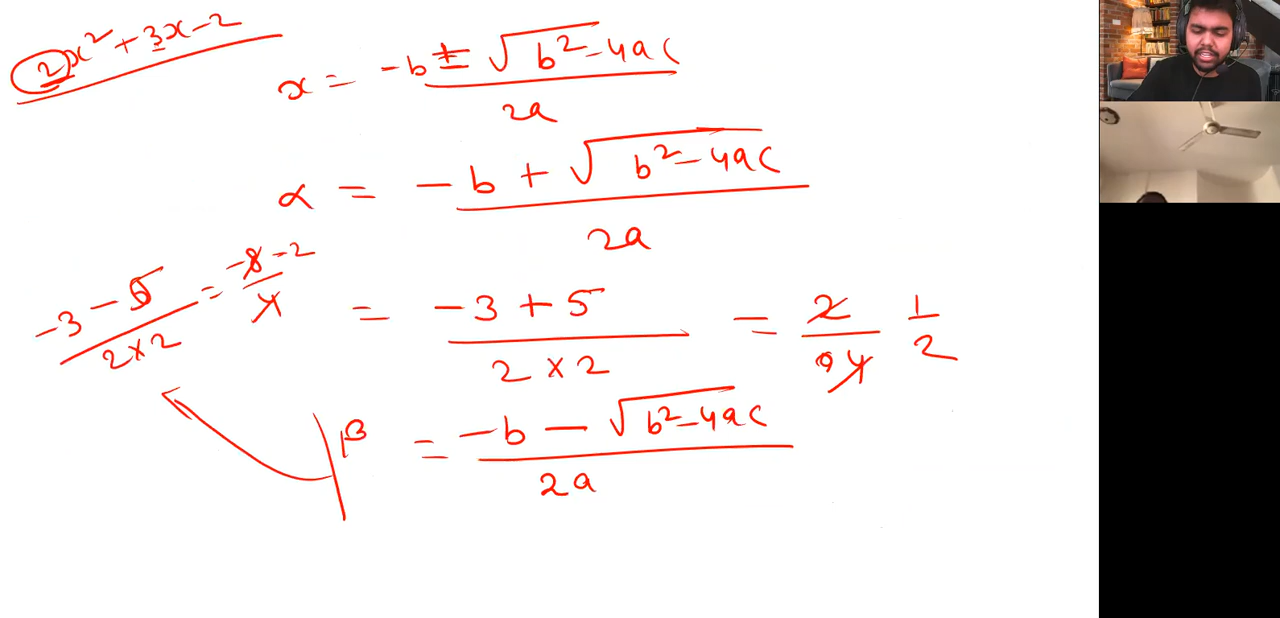 2x² + 3x - 2
x = -b ± √b² - 4ac / 2a
α = -b + √b² - 4ac / 2a
-3 - 5 / 2 × 2 = -8 / 4 -2
= -3 + 5 / 2 × 2 = 2 / 4 1 / 2
β = -b - √b² - 4ac / 2a